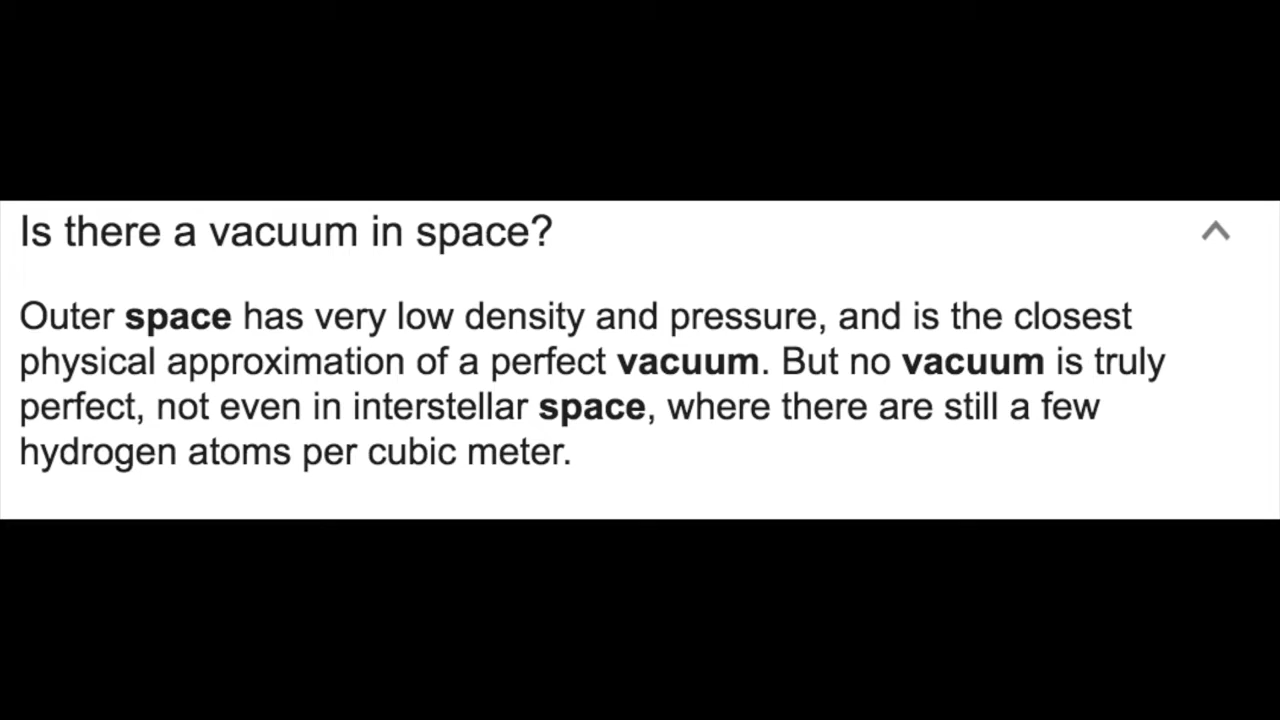 Is there a vacuum in space?
Outer space has very low density and pressure, and is the closest
physical approximation of a perfect vacuum. But no vacuum is truly
perfect, not even in interstellar space, where there are still a few
hydrogen atoms per cubic meter.